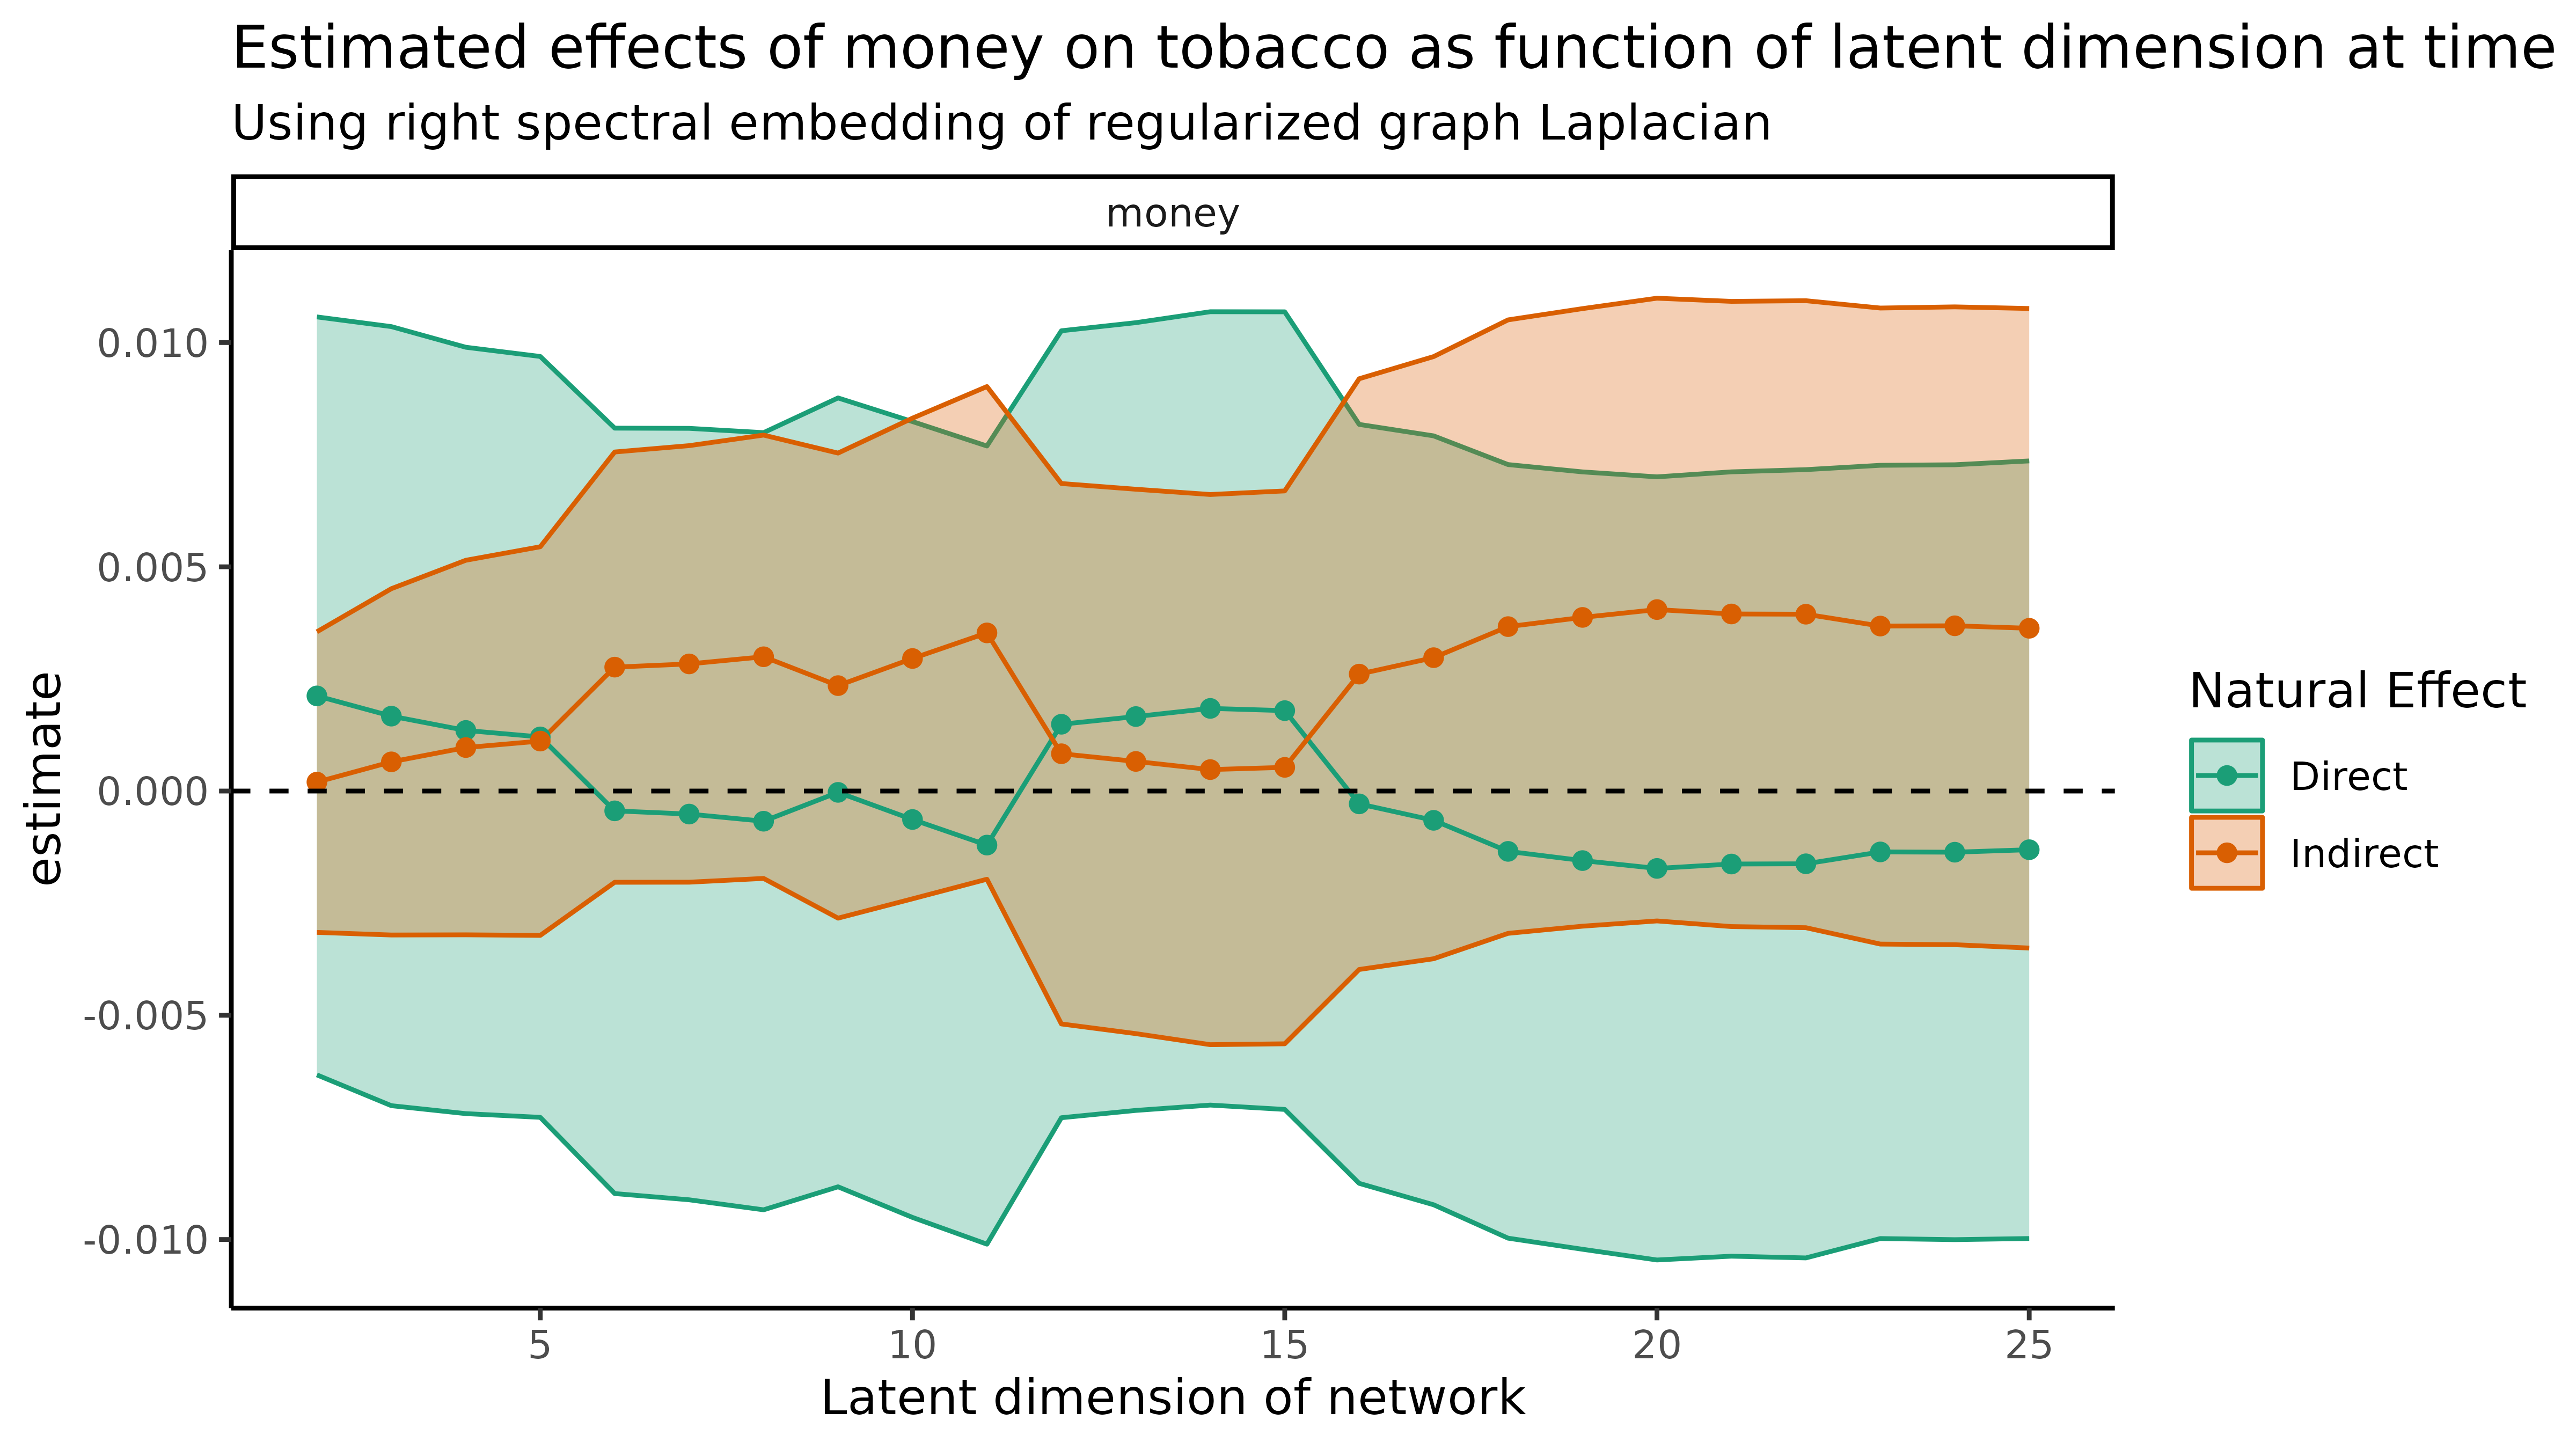 Estimated effects of money on tobacco as function of latent dimension at time
Using right spectral embedding of regularized graph Laplacian
money
0.010
0.005
0.000
-0.005
-0.010
estimate
5 10 15 20 25
Latent dimension of network
Natural Effect
Direct
Indirect